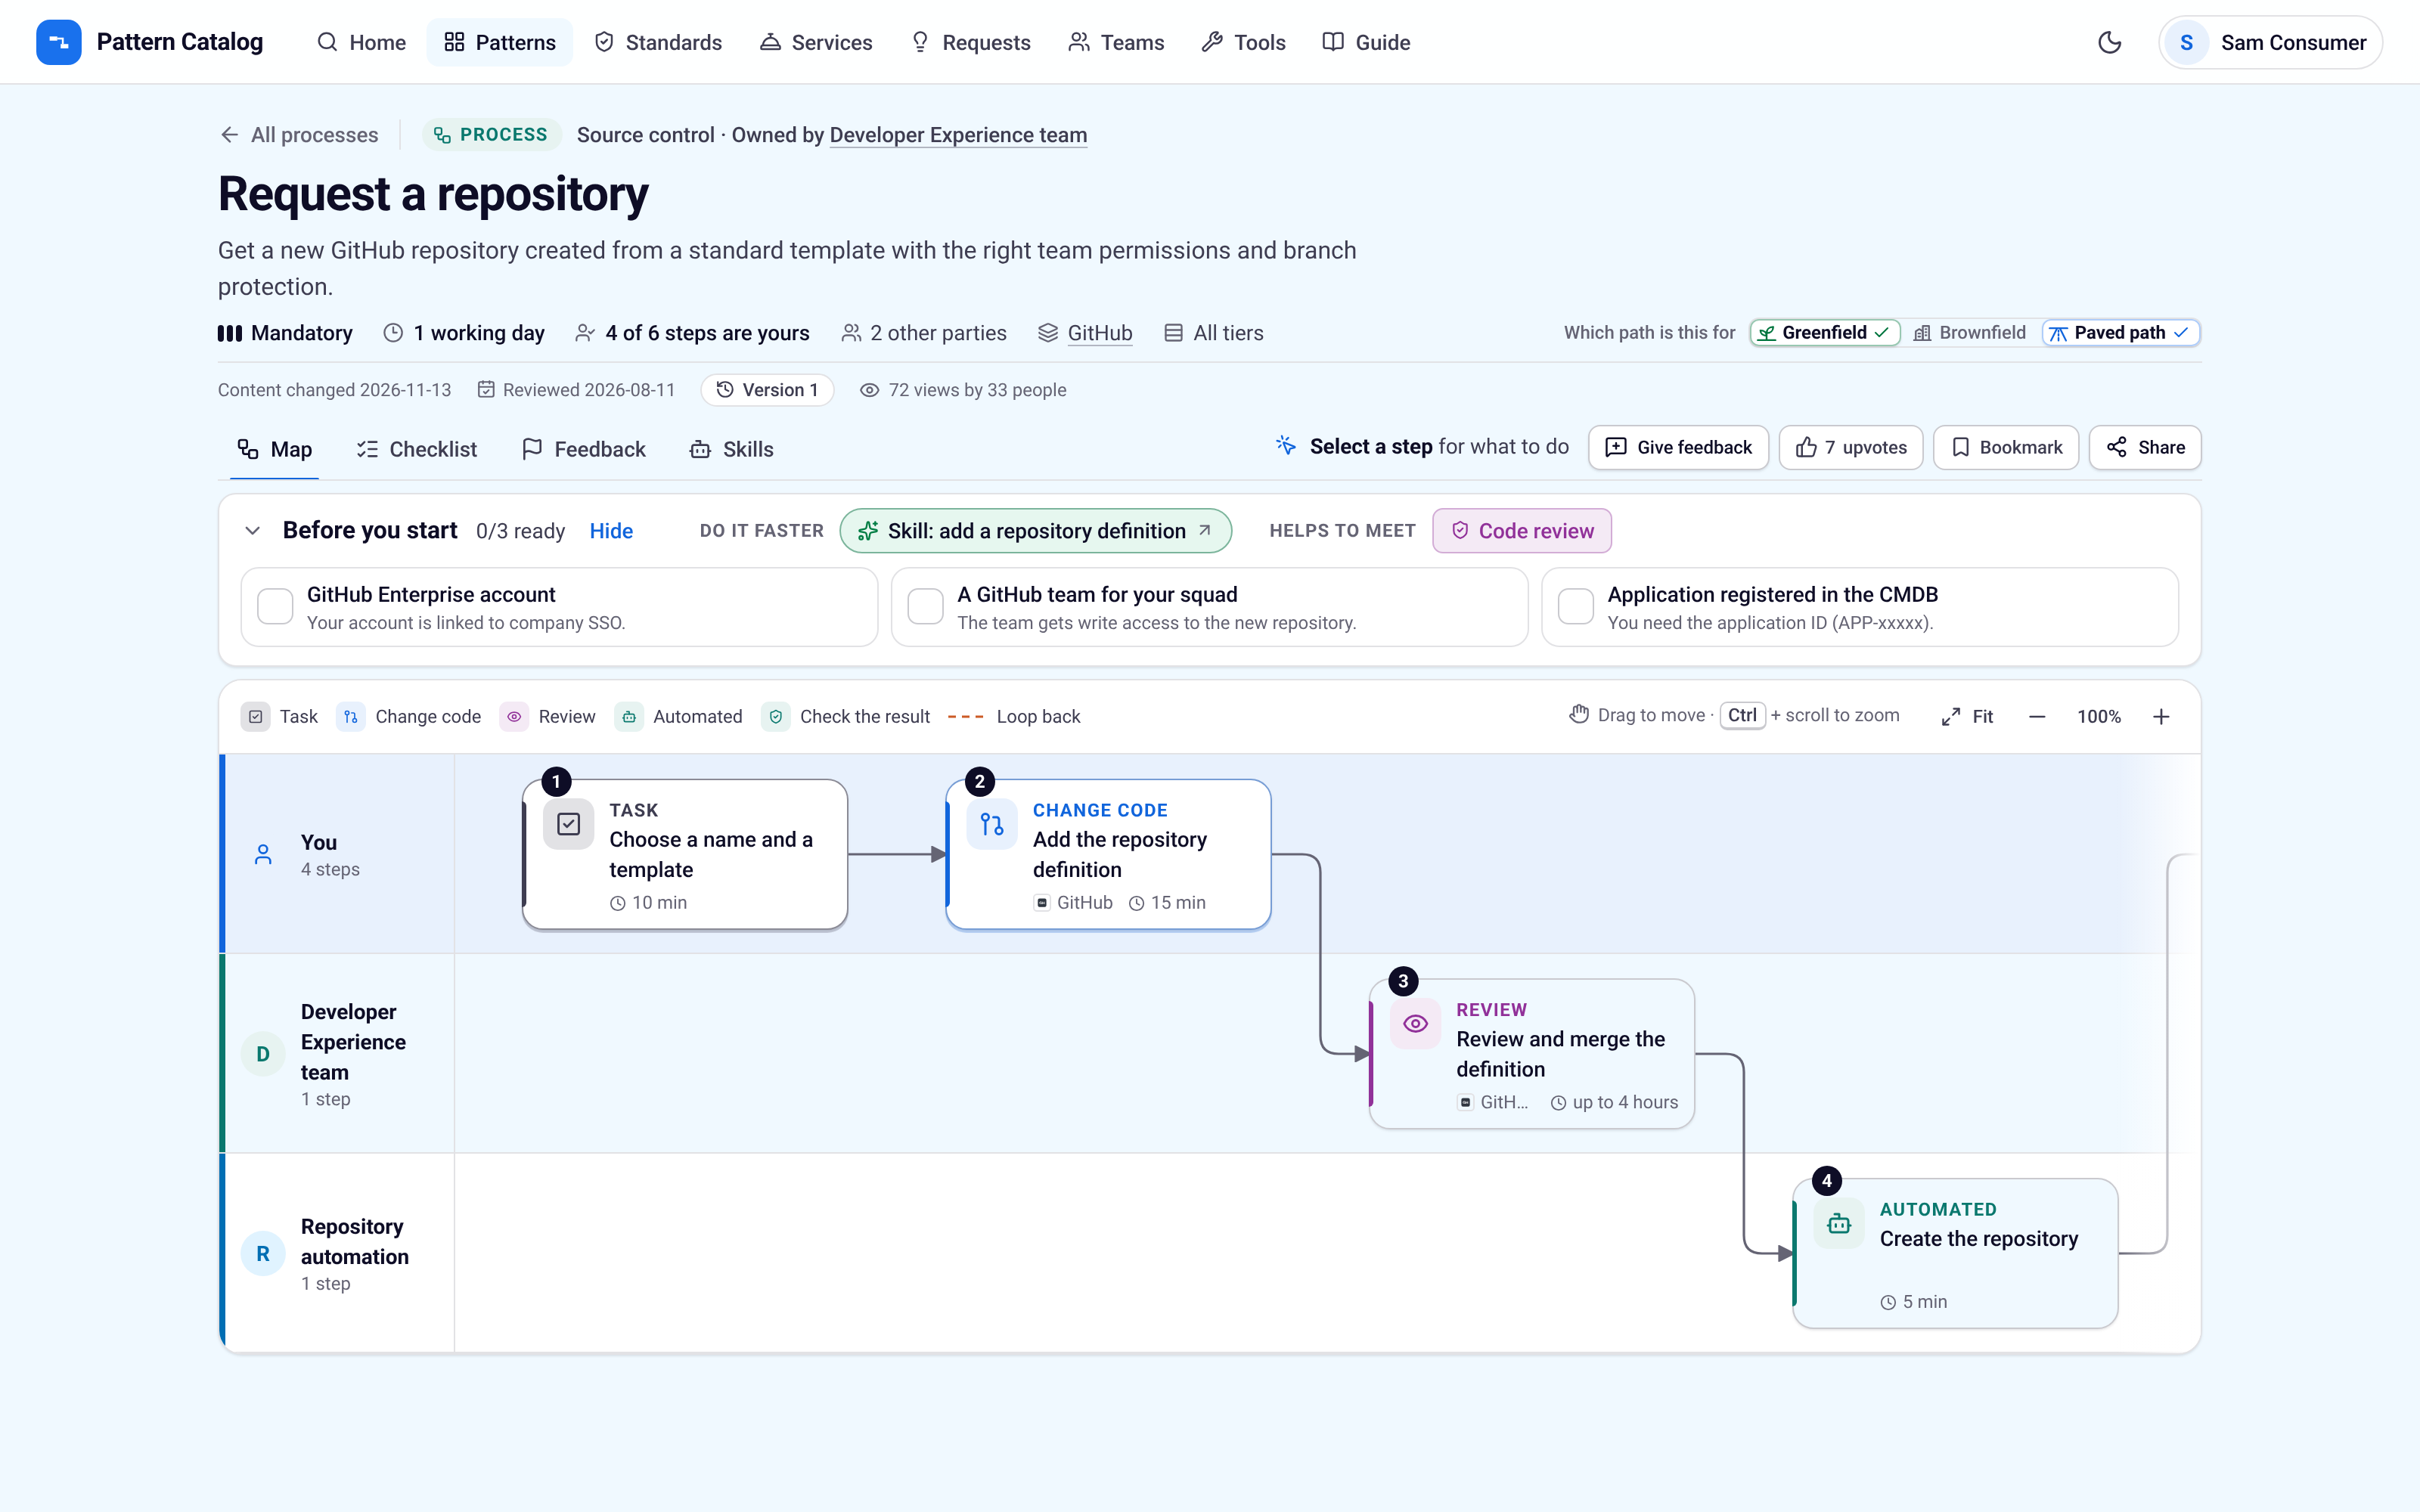 Pattern Catalog
Home
Patterns
Standards
Services
Requests
Teams
Tools
Guide
S
Sam Consumer
All processes
PROCESS
Source control · Owned by Developer Experience team
Request a repository
Get a new GitHub repository created from a standard template with the right team permissions and branch
protection.
Mandatory
1 working day
4 of 6 steps are yours
2 other parties
GitHub
All tiers
Which path is this for
Greenfield
Brownfield
Paved path
Content changed 2026-11-13
Reviewed 2026-08-11
Version 1
72 views by 33 people
Map
Checklist
Feedback
Skills
Select a step for what to do
Give feedback
7 upvotes
Bookmark
Share
Before you start
0/3 ready
Hide
DO IT FASTER
Skill: add a repository definition
HELPS TO MEET
Code review
GitHub Enterprise account
Your account is linked to company SSO.
A GitHub team for your squad
The team gets write access to the new repository.
Application registered in the CMDB
You need the application ID (APP-xxxxx).
Task
Change code
Review
Automated
Check the result
Loop back
Drag to move · Ctrl + scroll to zoom
Fit
100%
You
4 steps
1
TASK
Choose a name and a
template
10 min
2
CHANGE CODE
Add the repository
definition
GitHub
15 min
D
Developer
Experience
team
1 step
3
REVIEW
Review and merge the
definition
GitH...
up to 4 hours
R
Repository
automation
1 step
4
AUTOMATED
Create the repository
5 min